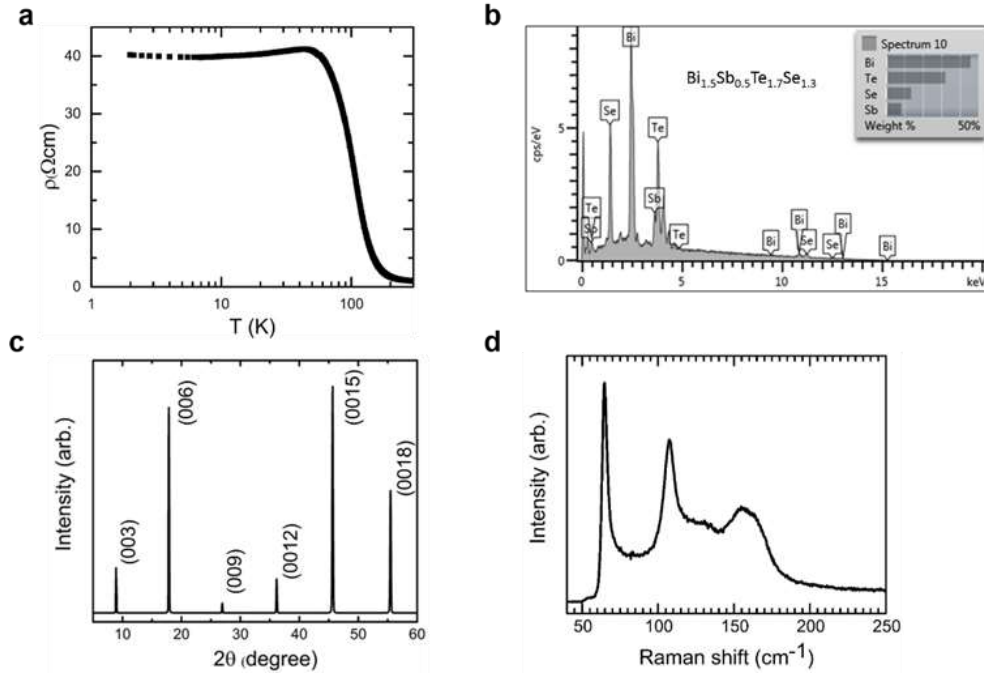 a
ρ(Ωcm)
40
30
20
10
0
1
10
100
T (K)
b
cps/eV
5
0
Bi
Se
Te
Sb
Te
Sb
Te
Bi
Bi
Se
Se
Bi
Bi
Bi1.5Sb0.5Te1.7Se1.3
Spectrum 10
Bi
Te
Se
Sb
Weight %
50%
0
5
10
15
keV
c
Intensity (arb.)
(003)
(006)
(009)
(0012)
(0015)
(0018)
10
20
30
40
50
60
2θ (degree)
d
Intensity (arb.)
50
100
150
200
250
Raman shift (cm-1)